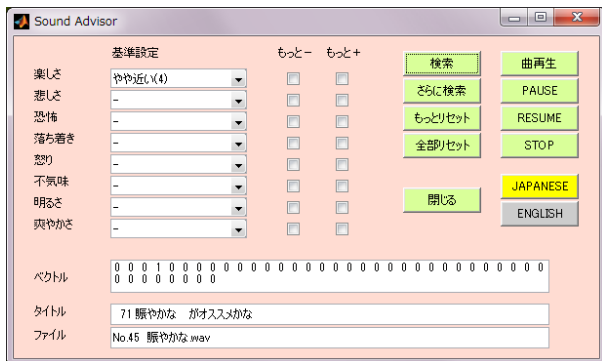 Sound Advisor
基準設定 もっと- もっと+
楽しさ やや近い(4)
悲しさ -
恐怖 -
落ち着き -
怒り -
不気味 -
明るさ -
爽やかさ -
検索 曲再生
さらに検索 PAUSE
もっとリセット RESUME
全部リセット STOP
閉じる JAPANESE
ENGLISH
ベクトル 0 0 0 1 0 0 0 0 0 0 0 0 0 0 0 0 0 0 0 0 0 0 0 0 0 0 0 0 0 0 0 0
0 0 0 0 0 0 0 0
タイトル 71 賑やかな がオススメかな
ファイル No.45 賑やかな.wav